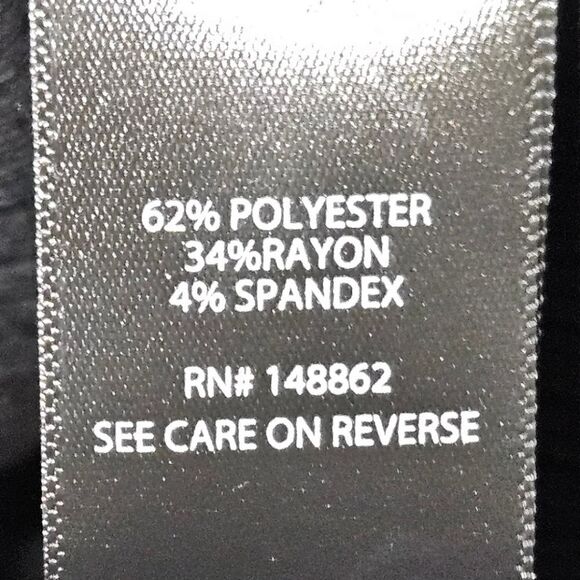 62% POLYESTER
34%RAYON
4% SPANDEX
RN# 148862
SEE CARE ON REVERSE